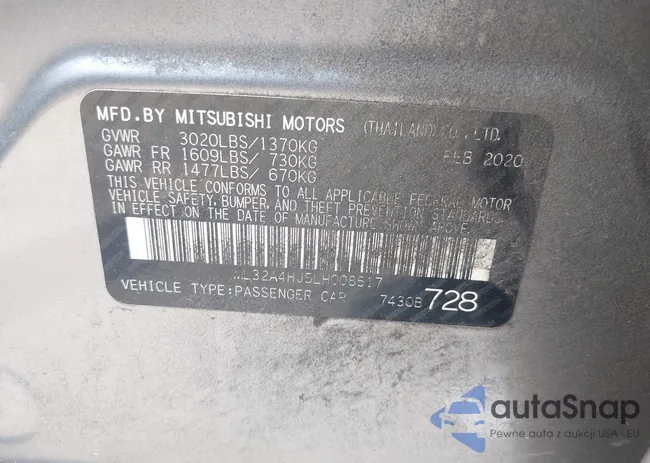 MFD.BY MITSUBISHI MOTORS (THAILAND) CO., LTD.
GVWR 3020LBS/1370KG FEB 2020
GAWR FR 1609LBS/ 730KG
GAWR RR 1477LBS/ 670KG
THIS VEHICLE CONFORMS TO ALL APPLICABLE FEDERAL MOTOR
VEHICLE SAFETY, BUMPER, AND THEFT PREVENTION STANDARDS
IN EFFECT ON THE DATE OF MANUFACTURE SHOWN ABOVE.
ML32A4HJ5LH008517
VEHICLE TYPE:PASSENGER CAR 7430B 728
autaSnap
Pewne auto z aukcji USA i EU